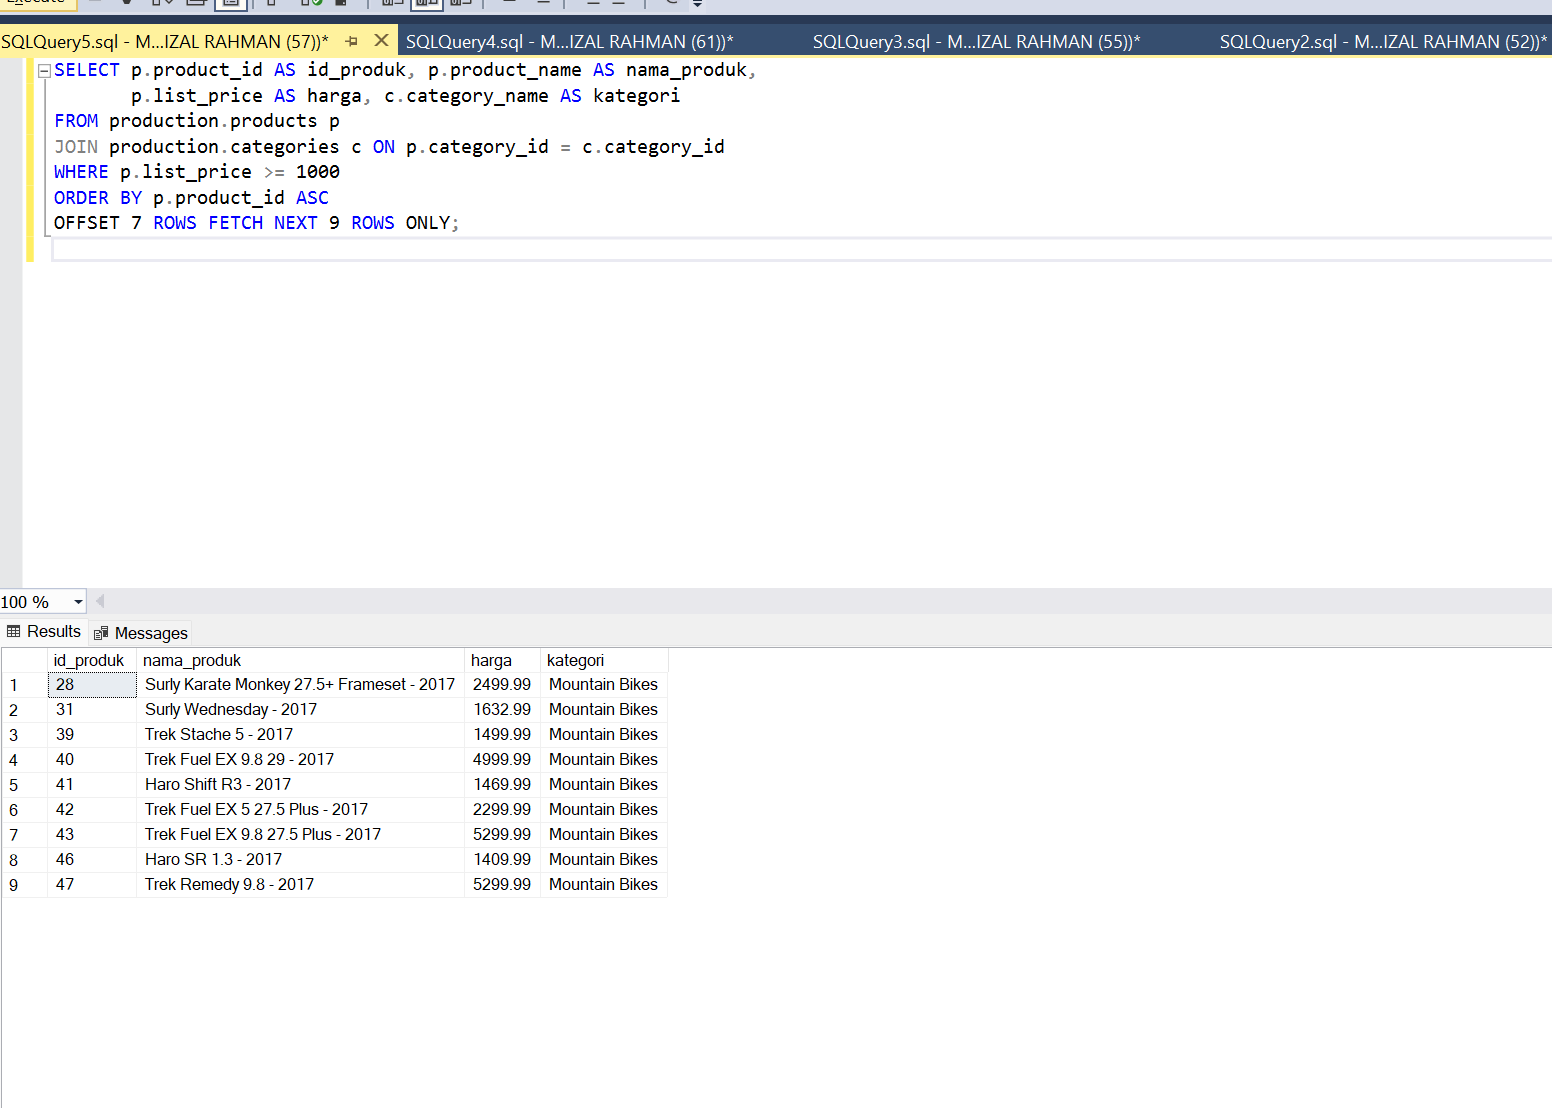 Execute
SQLQuery5.sql - M...IZAL RAHMAN (57))*
SQLQuery4.sql - M...IZAL RAHMAN (61))*
SQLQuery3.sql - M...IZAL RAHMAN (55))*
SQLQuery2.sql - M...IZAL RAHMAN (52))*
SELECT p.product_id AS id_produk, p.product_name AS nama_produk,
p.list_price AS harga, c.category_name AS kategori
FROM production.products p
JOIN production.categories c ON p.category_id = c.category_id
WHERE p.list_price >= 1000
ORDER BY p.product_id ASC
OFFSET 7 ROWS FETCH NEXT 9 ROWS ONLY;
100 %
Results Messages
id_produk nama_produk harga kategori
1 28 Surly Karate Monkey 27.5+ Frameset - 2017 2499.99 Mountain Bikes
2 31 Surly Wednesday - 2017 1632.99 Mountain Bikes
3 39 Trek Stache 5 - 2017 1499.99 Mountain Bikes
4 40 Trek Fuel EX 9.8 29 - 2017 4999.99 Mountain Bikes
5 41 Haro Shift R3 - 2017 1469.99 Mountain Bikes
6 42 Trek Fuel EX 5 27.5 Plus - 2017 2299.99 Mountain Bikes
7 43 Trek Fuel EX 9.8 27.5 Plus - 2017 5299.99 Mountain Bikes
8 46 Haro SR 1.3 - 2017 1409.99 Mountain Bikes
9 47 Trek Remedy 9.8 - 2017 5299.99 Mountain Bikes